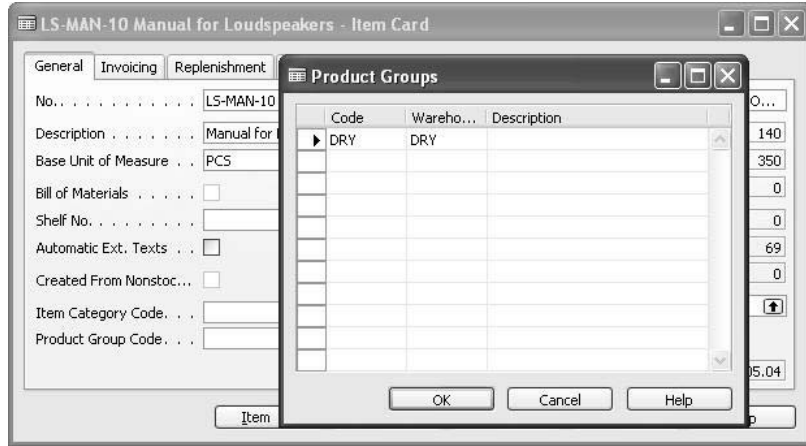 LS-MAN-10 Manual for Loudspeakers - Item Card
General Invoicing Replenishment
No.. . . . . . . . . . . LS-MAN-10
Description . . . . . . . Manual for
Base Unit of Measure . . PCS
Bill of Materials . . . . .
Shelf No. . . . . . . . .
Automatic Ext. Texts . .
Created From Nonstoc...
Item Category Code. . .
Product Group Code. . .
Item
Product Groups
Code Wareho... Description
DRY DRY
OK Cancel Help
O...
140
350
0
0
69
0
05.04
p